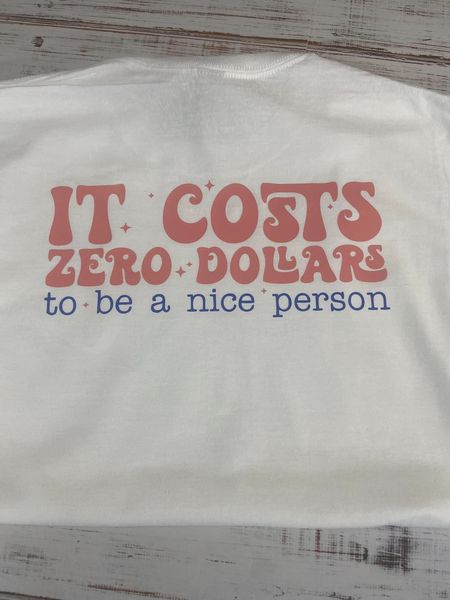 IT COSTS
ZERO DOLLARS
to be a nice person